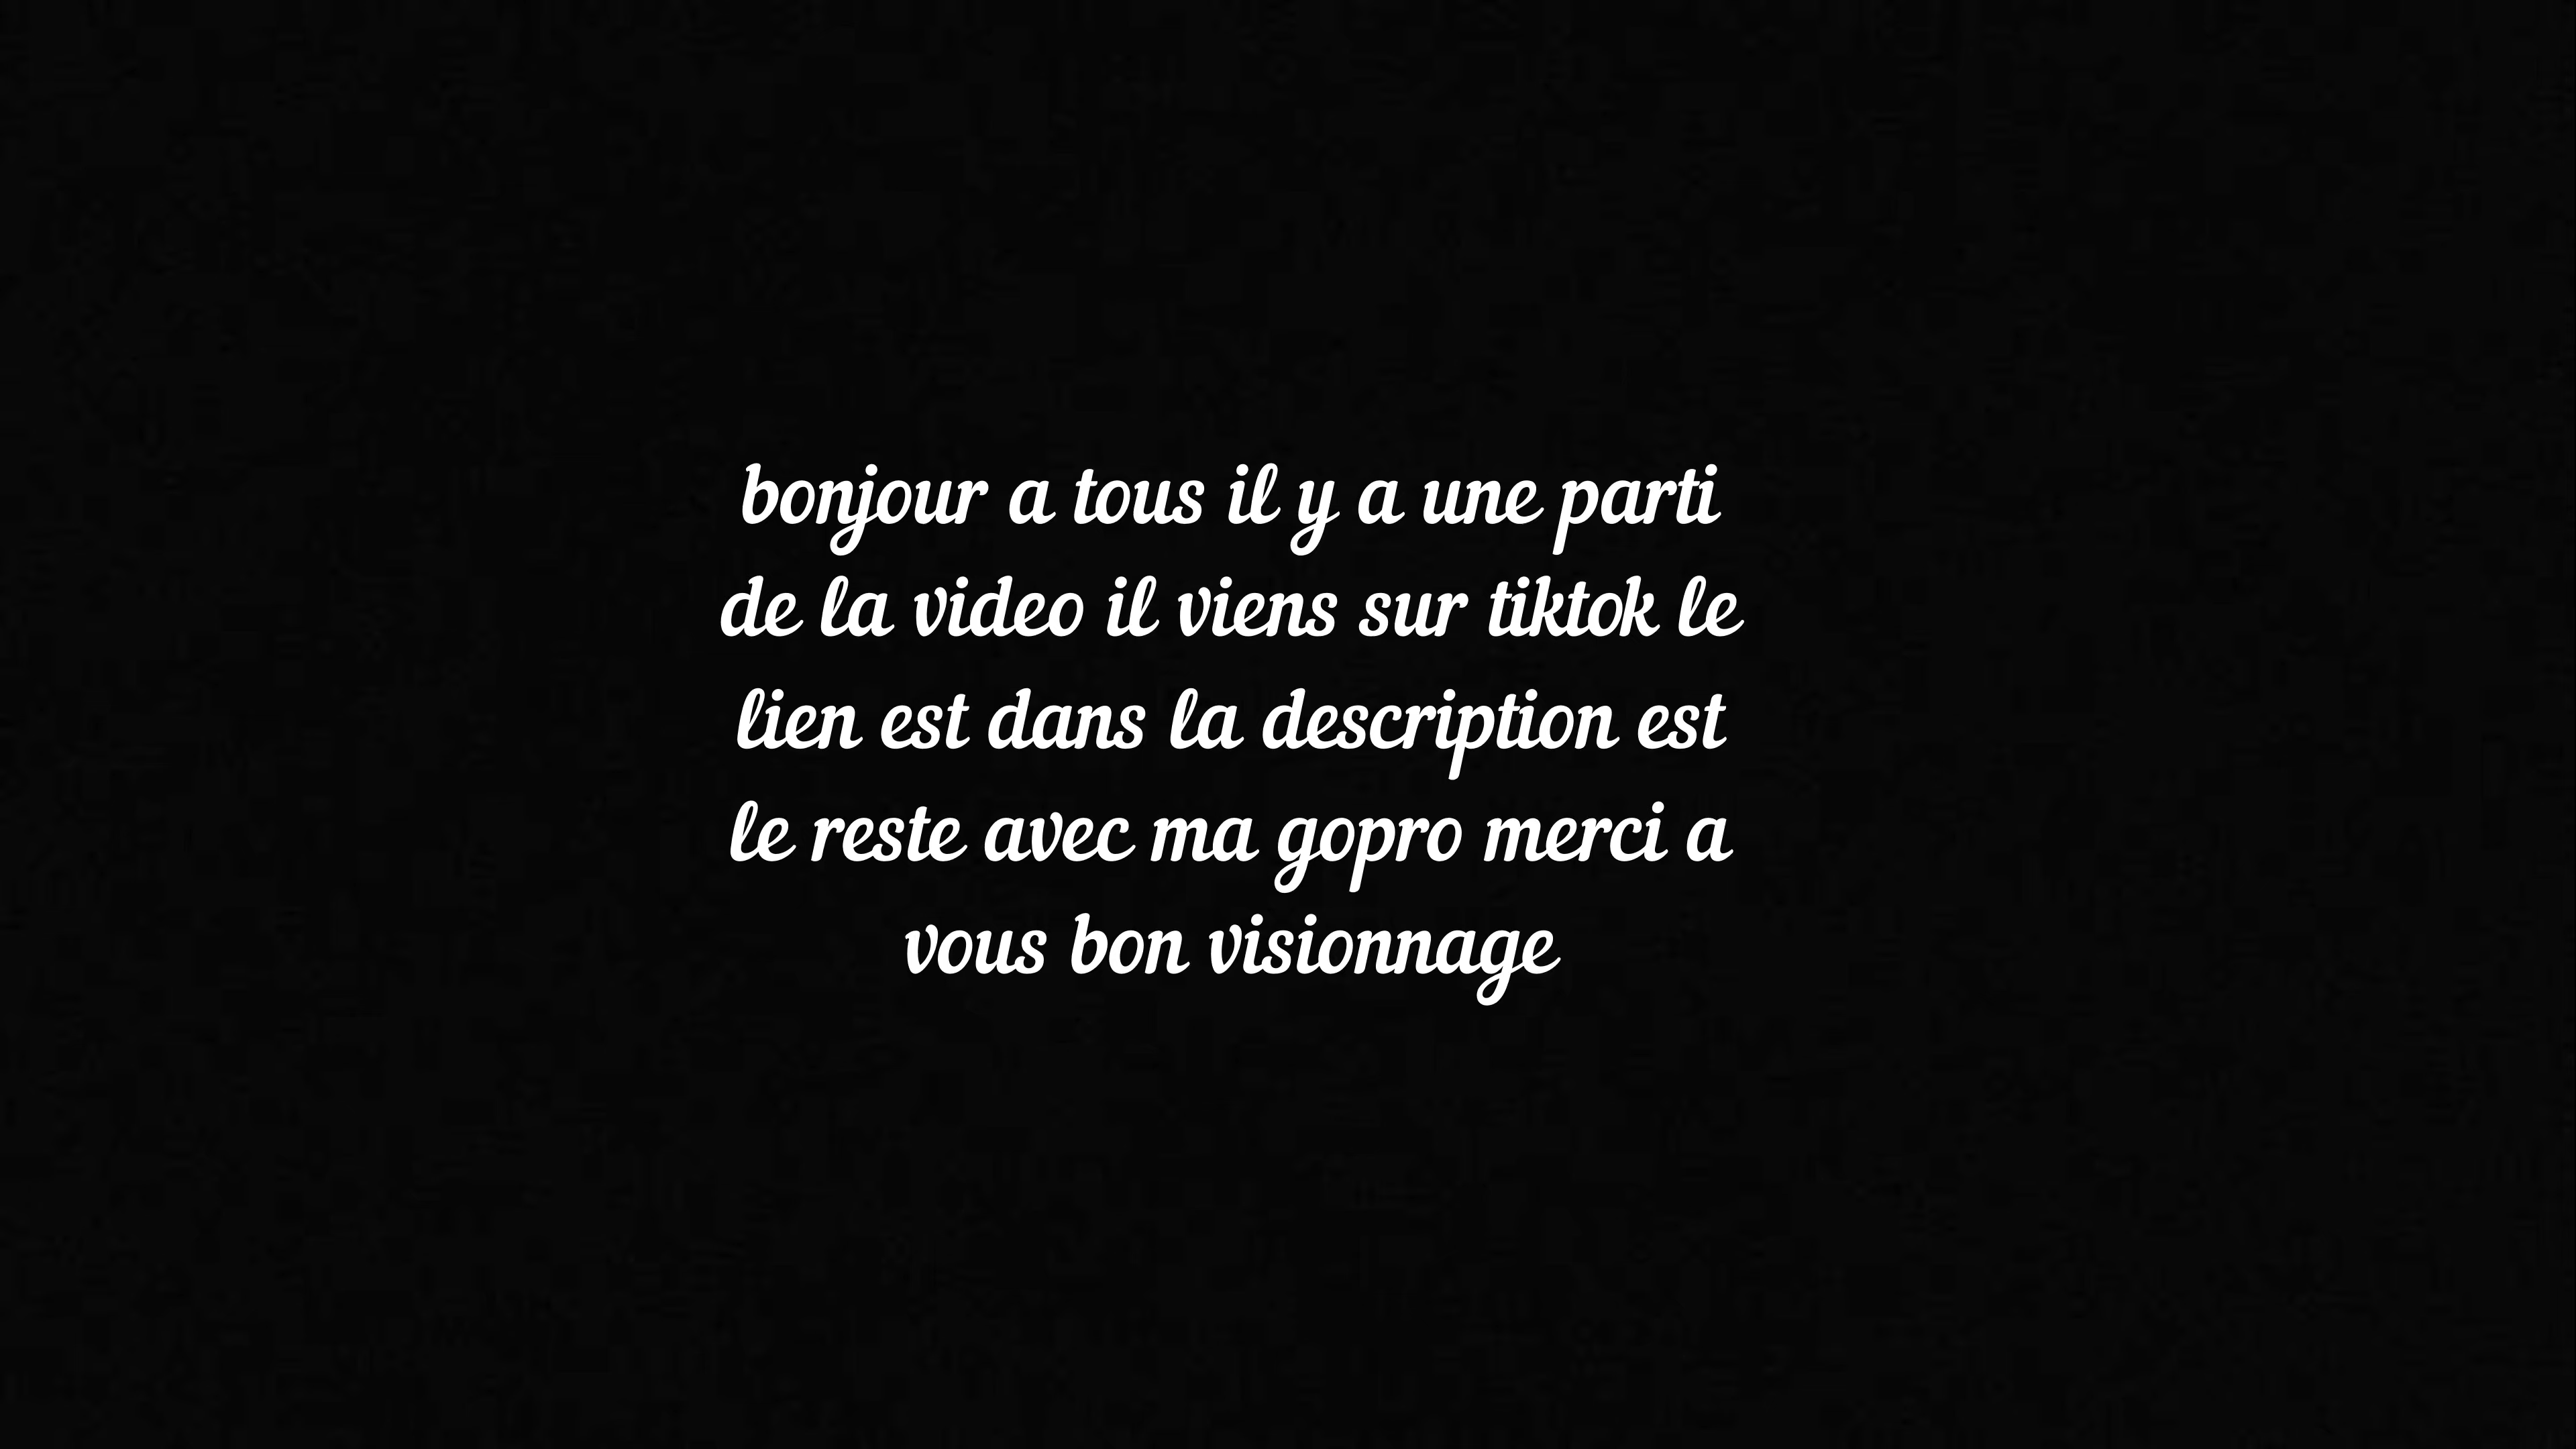 bonjour a tous il y a une parti
de la video il viens sur tiktok le
lien est dans la description est
le reste avec ma gopro merci a
vous bon visionnage